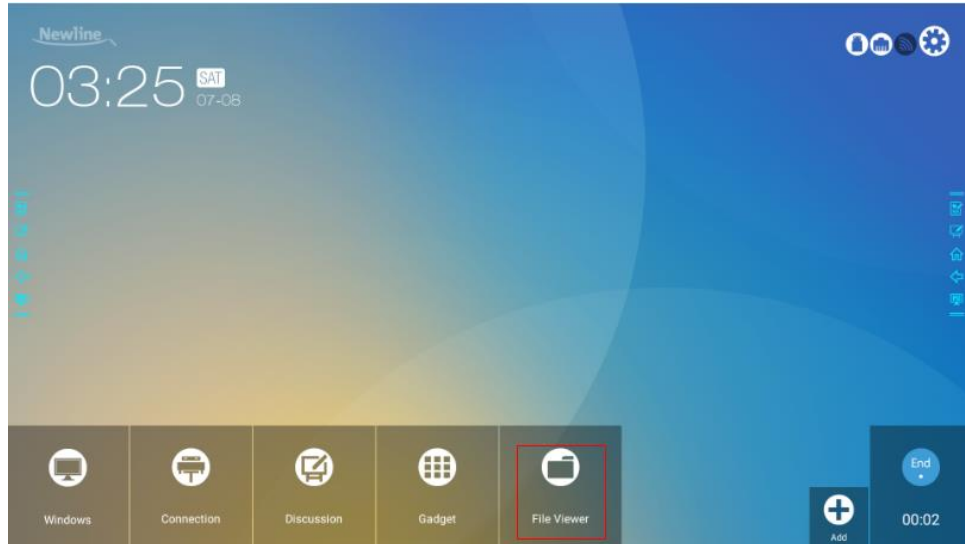 Newline
03:25 SAT
07-08
Windows
Connection
Discussion
Gadget
File Viewer
Add
End
00:02